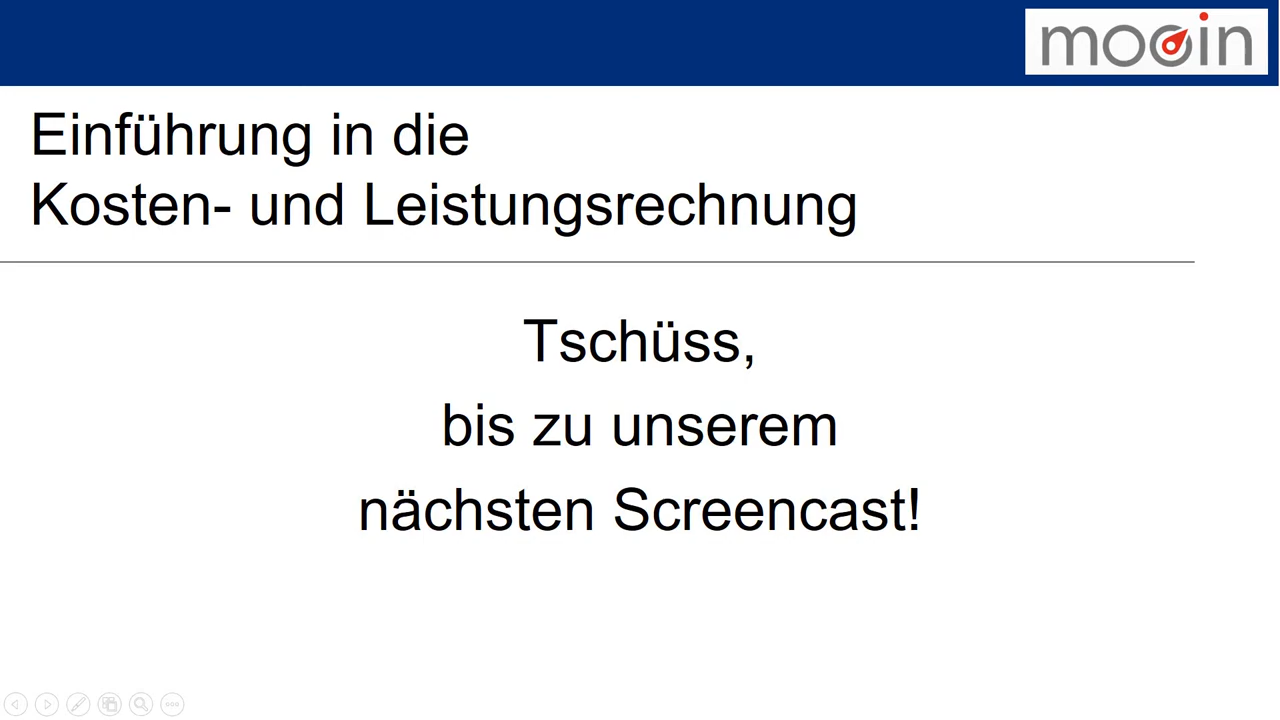 mooin
Einführung in die
Kosten- und Leistungsrechnung
Tschüss,
bis zu unserem
nächsten Screencast!